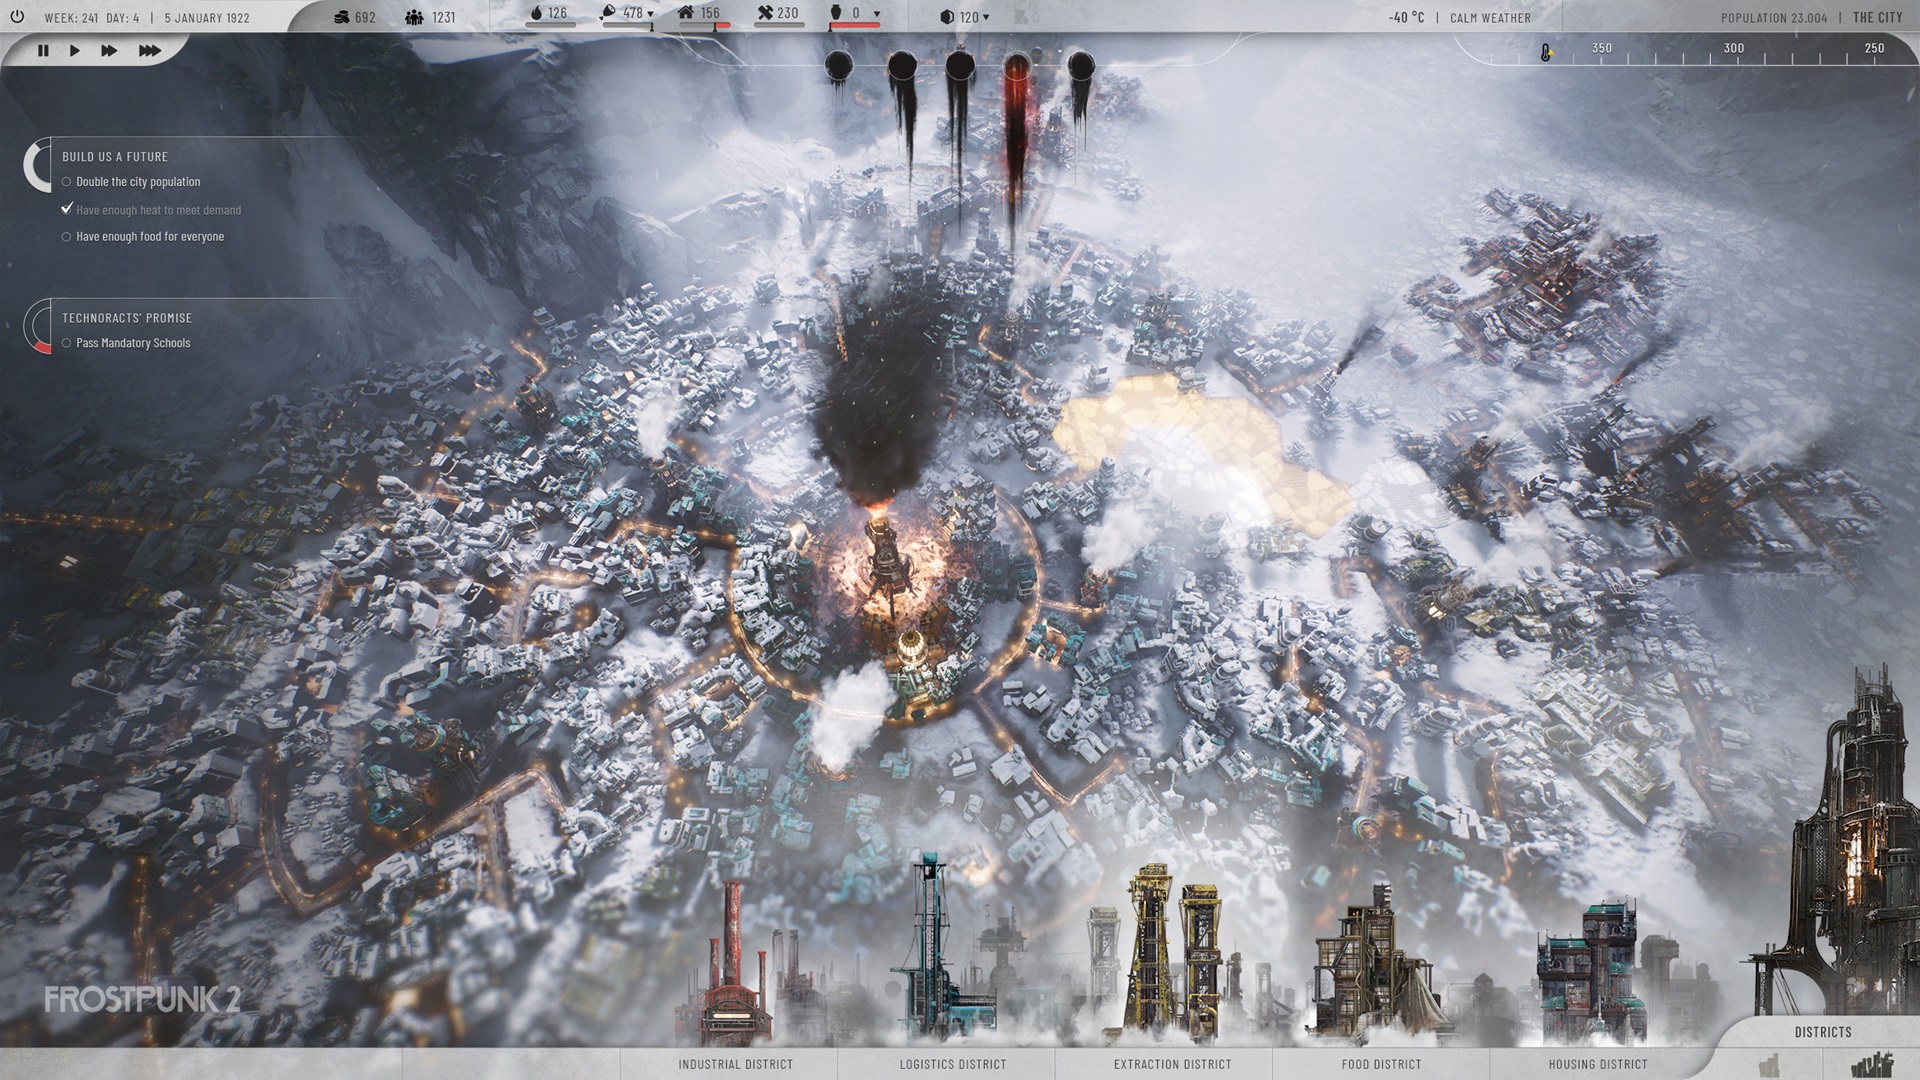 WEEK: 241 DAY: 4 | 5 JANUARY 1922
692
1231
126
478
156
230
0
120
-40 °C | CALM WEATHER
POPULATION 23.004 | THE CITY
350
300
250
BUILD US A FUTURE
Double the city population
Have enough heat to meet demand
Have enough food for everyone
TECHNORACTS' PROMISE
Pass Mandatory Schools
FROSTPUNK 2
DISTRICTS
INDUSTRIAL DISTRICT
LOGISTICS DISTRICT
EXTRACTION DISTRICT
FOOD DISTRICT
HOUSING DISTRICT